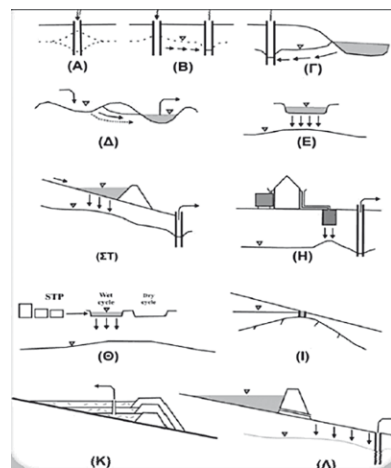 (A) (B) (Γ)
(Δ) (E)
(ΣΤ) (H)
STP Wet cycle Dry cycle
(Θ) (I)
(K) (Λ)